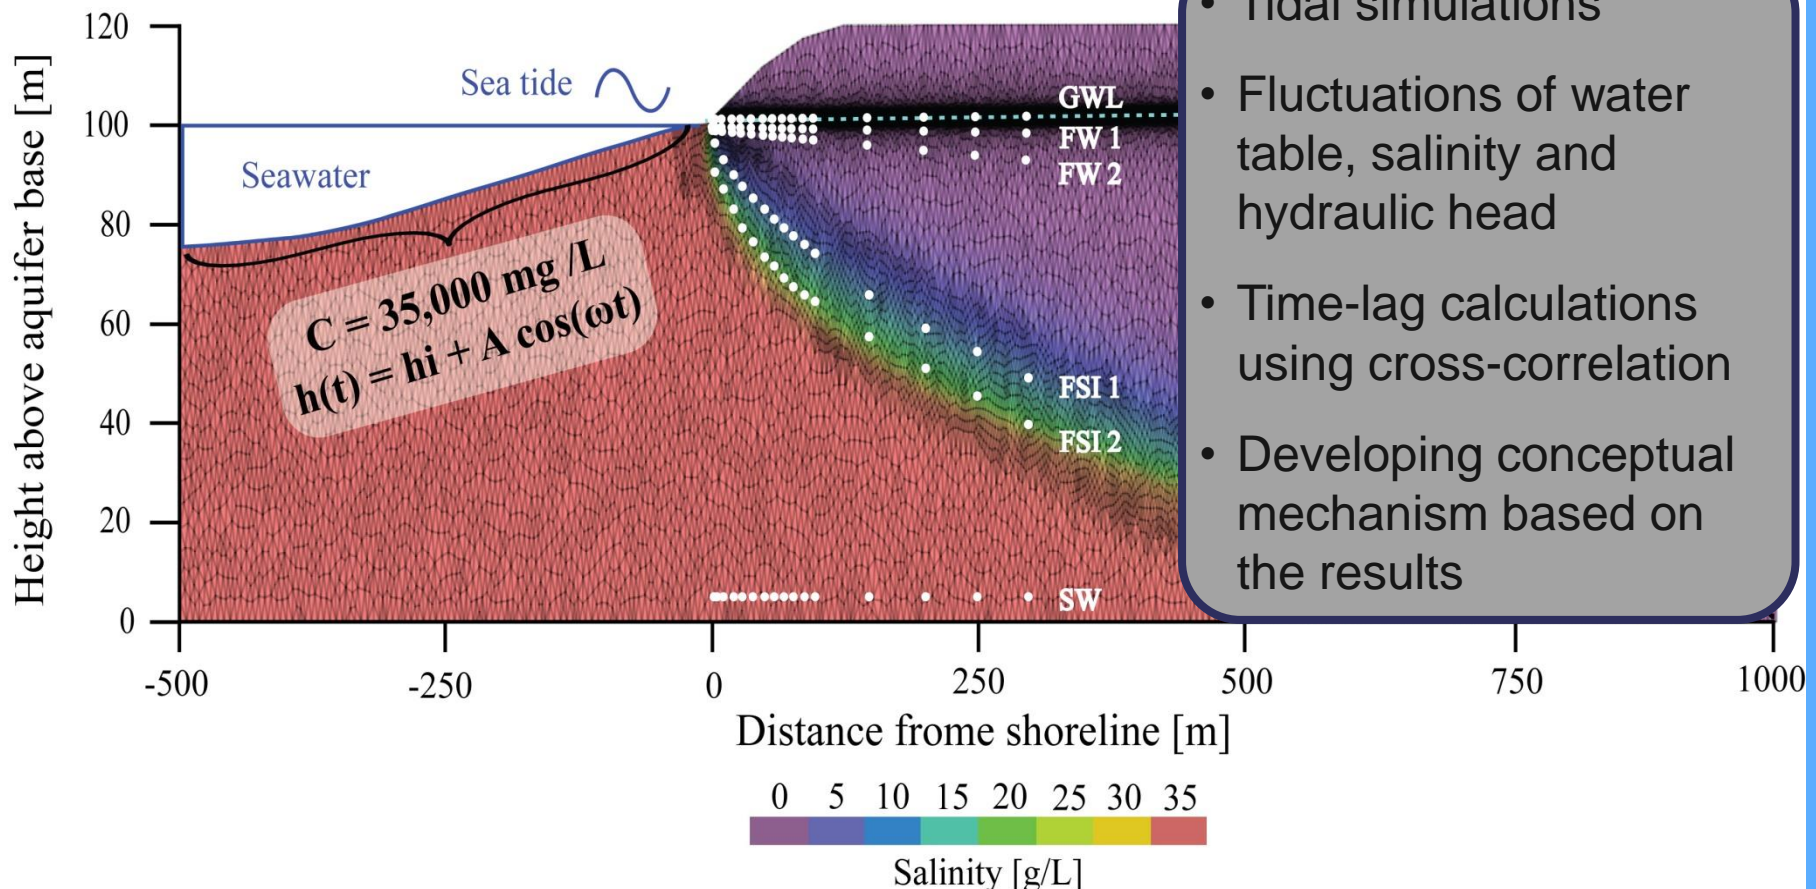 • Tidal simulations
• Fluctuations of water
table, salinity and
hydraulic head
• Time-lag calculations
using cross-correlation
• Developing conceptual
mechanism based on
the results
Height above aquifer base [m]
120
100
80
60
40
20
0
Sea tide
Seawater
C = 35,000 mg /L
h(t) = hi + A cos(ωt)
GWL
FW 1
FW 2
FSI 1
FSI 2
SW
-500 -250 0 250 500 750 1000
Distance frome shoreline [m]
0 5 10 15 20 25 30 35
Salinity [g/L]